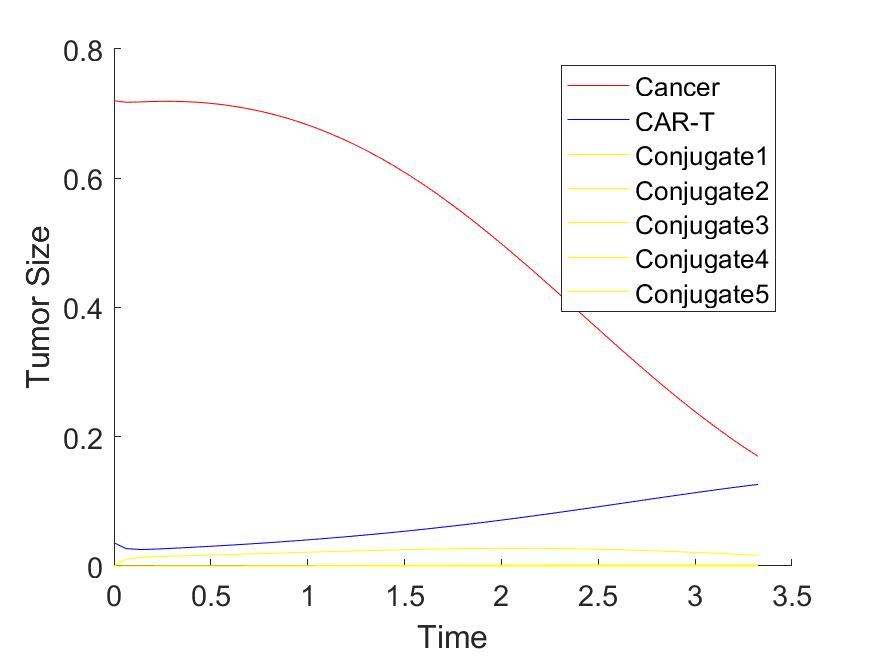 0.8
0.6
0.4
0.2
0
Tumor Size
Cancer
CAR-T
Conjugate1
Conjugate2
Conjugate3
Conjugate4
Conjugate5
0 0.5 1 1.5 2 2.5 3 3.5
Time